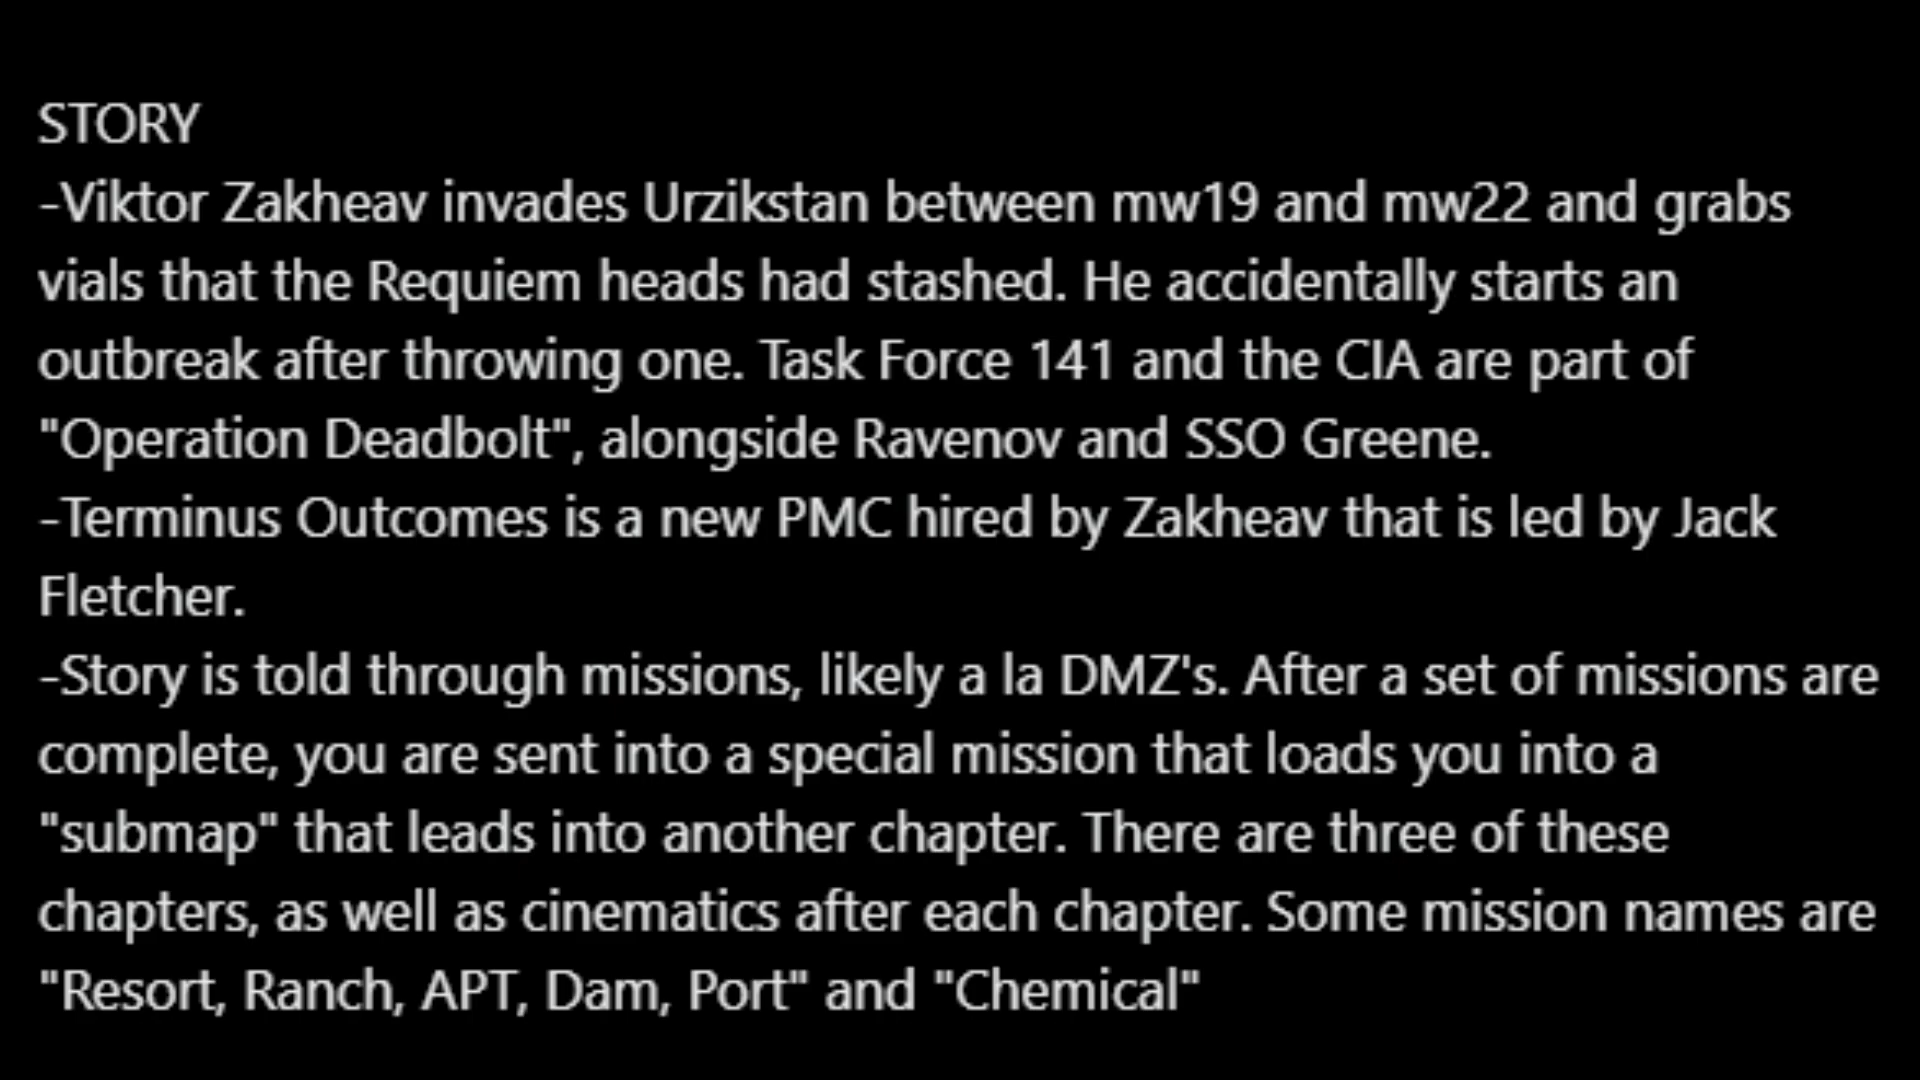 STORY
-Viktor Zakheav invades Urzikstan between mw19 and mw22 and grabs
vials that the Requiem heads had stashed. He accidentally starts an
outbreak after throwing one. Task Force 141 and the CIA are part of
"Operation Deadbolt", alongside Ravenov and SSO Greene.
-Terminus Outcomes is a new PMC hired by Zakheav that is led by Jack
Fletcher.
-Story is told through missions, likely a la DMZ's. After a set of missions are
complete, you are sent into a special mission that loads you into a
"submap" that leads into another chapter. There are three of these
chapters, as well as cinematics after each chapter. Some mission names are
"Resort, Ranch, APT, Dam, Port" and "Chemical"